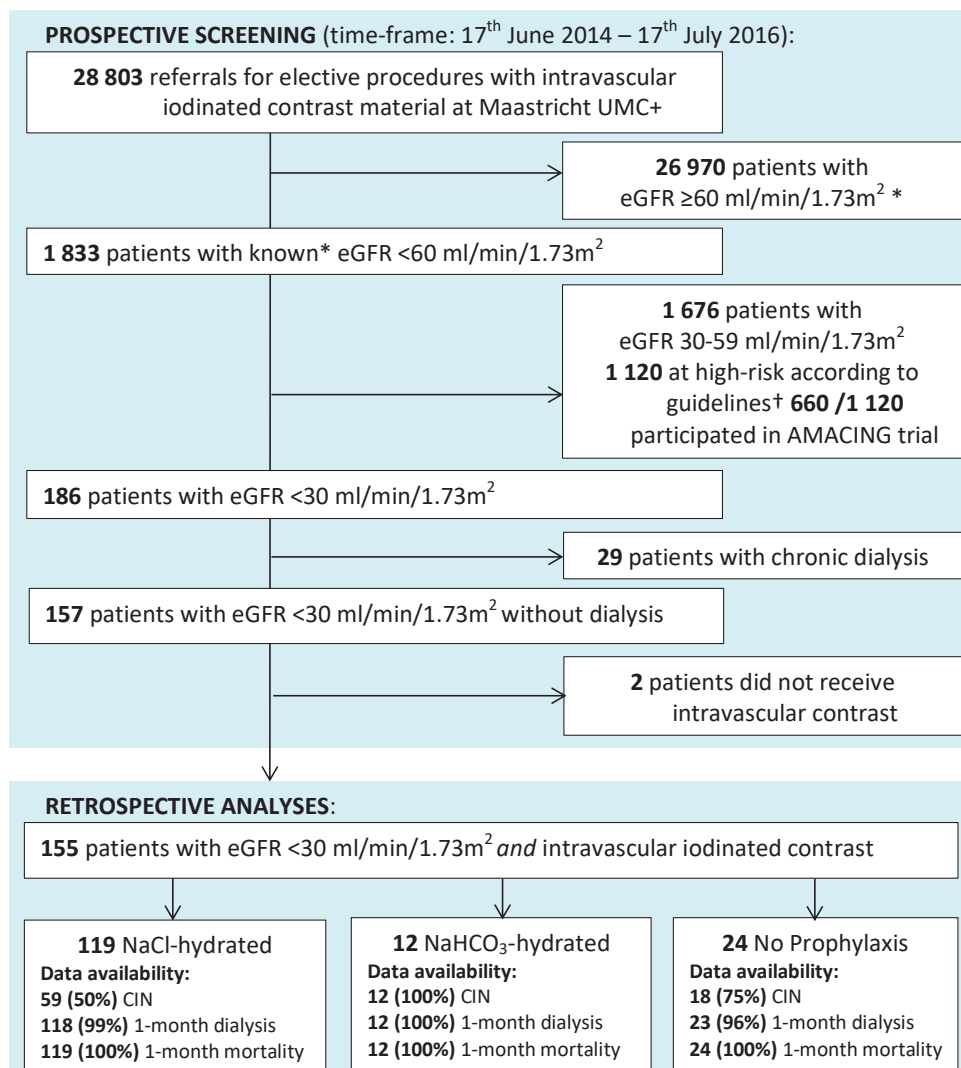 PROSPECTIVE SCREENING (time-frame: 17th June 2014 – 17th July 2016):
28 803 referrals for elective procedures with intravascular
iodinated contrast material at Maastricht UMC+
26 970 patients with
eGFR ≥60 ml/min/1.73m² *
1 833 patients with known* eGFR <60 ml/min/1.73m²
1 676 patients with
eGFR 30-59 ml/min/1.73m²
1 120 at high-risk according to
guidelines† 660 /1 120
participated in AMACING trial
186 patients with eGFR <30 ml/min/1.73m²
29 patients with chronic dialysis
157 patients with eGFR <30 ml/min/1.73m² without dialysis
2 patients did not receive
intravascular contrast
RETROSPECTIVE ANALYSES:
155 patients with eGFR <30 ml/min/1.73m² and intravascular iodinated contrast
119 NaCl-hydrated
Data availability:
59 (50%) CIN
118 (99%) 1-month dialysis
119 (100%) 1-month mortality
12 NaHCO₃-hydrated
Data availability:
12 (100%) CIN
12 (100%) 1-month dialysis
12 (100%) 1-month mortality
24 No Prophylaxis
Data availability:
18 (75%) CIN
23 (96%) 1-month dialysis
24 (100%) 1-month mortality